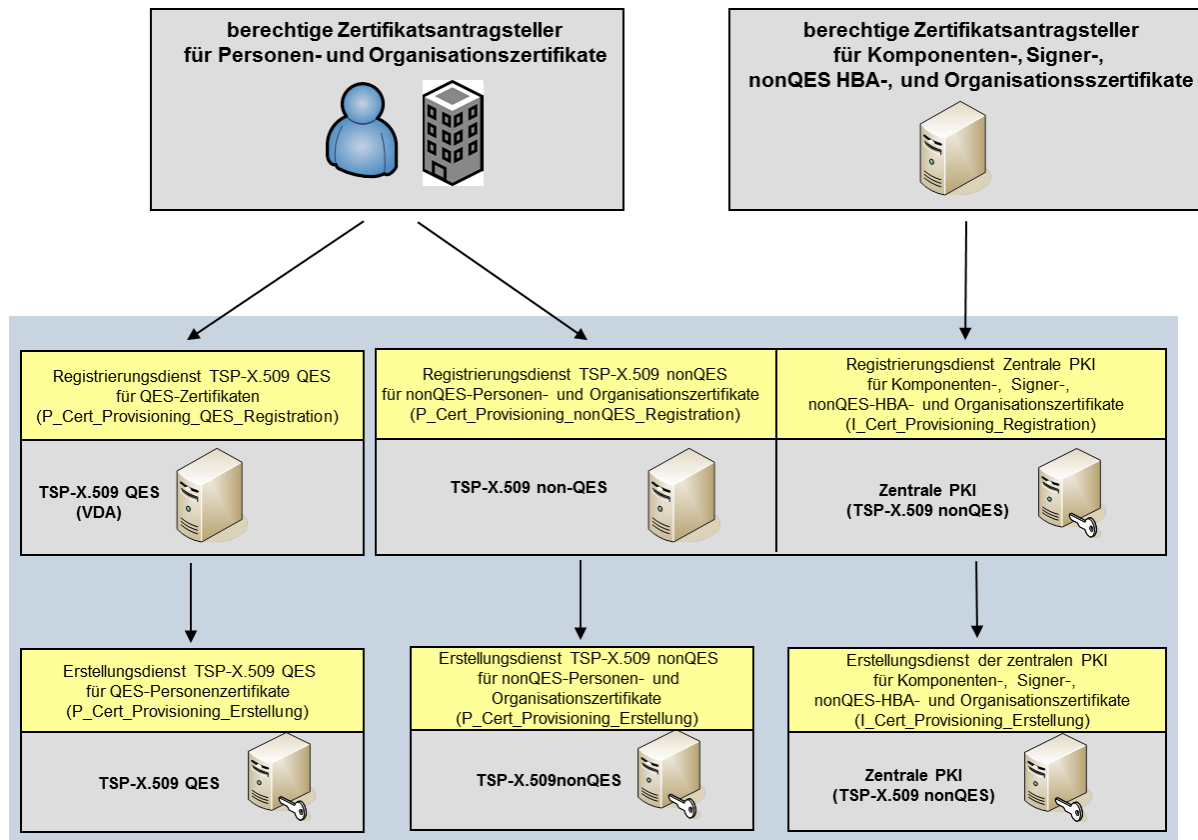 berechtige Zertifikatsantragsteller
für Personen- und Organisationszertifikate
berechtige Zertifikatsantragsteller
für Komponenten-, Signer-,
nonQES HBA-, und Organisationsszertifikate
Registrierungsdienst TSP-X.509 QES
für QES-Zertifikaten
(P_Cert_Provisioning_QES_Registration)
TSP-X.509 QES
(VDA)
Registrierungsdienst TSP-X.509 nonQES
für nonQES-Personen- und Organisationszertifikate
(P_Cert_Provisioning_nonQES_Registration)
TSP-X.509 non-QES
Registrierungsdienst Zentrale PKI
für Komponenten-, Signer-,
nonQES-HBA- und Organisationszertifikate
(I_Cert_Provisioning_Registration)
Zentrale PKI
(TSP-X.509 nonQES)
Erstellungsdienst TSP-X.509 QES
für QES-Personenzertifikate
(P_Cert_Provisioning_Erstellung)
TSP-X.509 QES
Erstellungsdienst TSP-X.509 nonQES
für nonQES-Personen- und
Organisationszertifikate
(P_Cert_Provisioning_Erstellung)
TSP-X.509nonQES
Erstellungsdienst der zentralen PKI
für Komponenten-, Signer-,
nonQES-HBA- und Organisationszertifikate
(I_Cert_Provisioning_Erstellung)
Zentrale PKI
(TSP-X.509 nonQES)